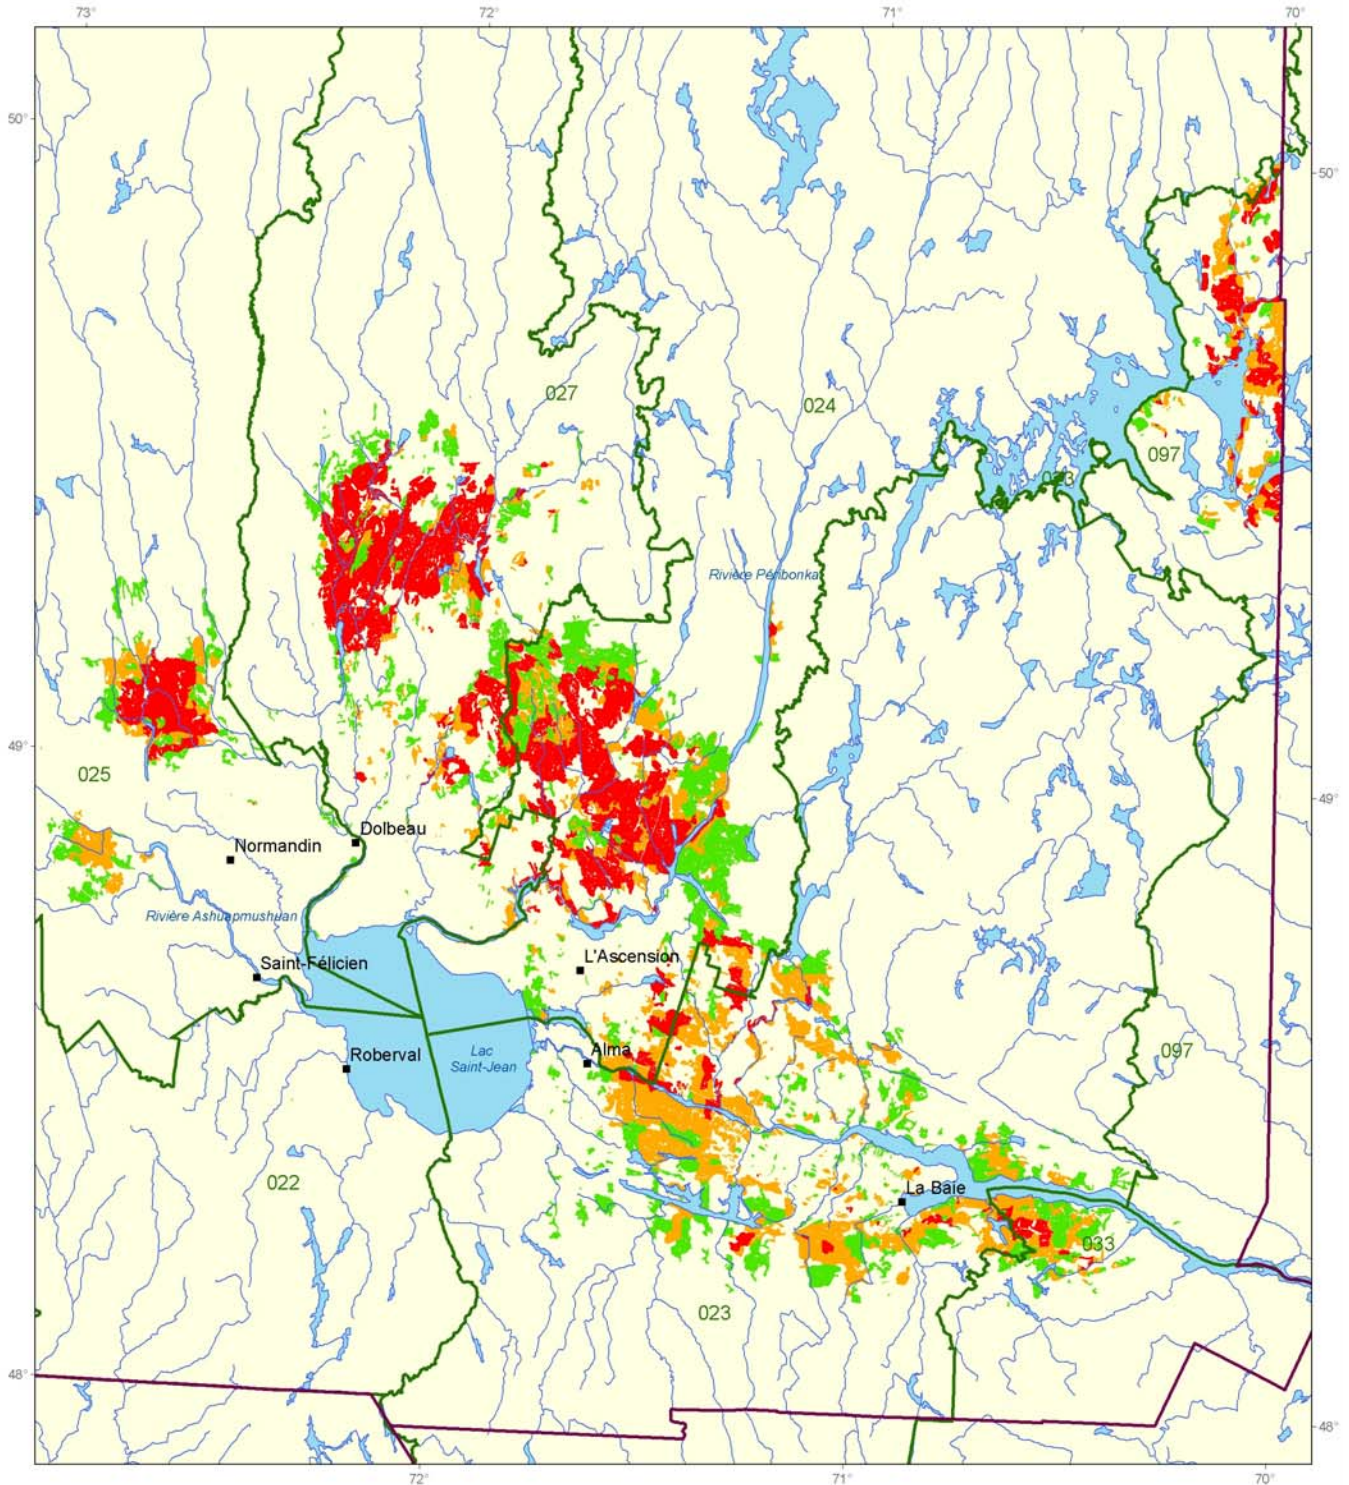 73°
72°
71°
70°
50°
50°
027
024
097
Rivière Péribonka
49°
025
49°
Dolbeau
Normandin
Rivière Ashuapmushuan
L'Ascension
Saint-Félicien
Alma
Roberval
Lac
Saint-Jean
097
022
La Baie
033
023
48°
48°
72°
71°
70°